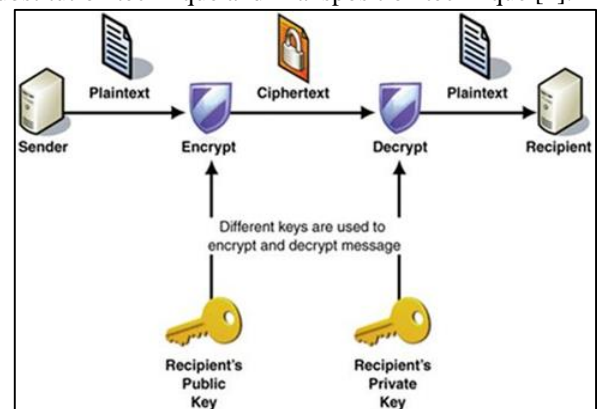 Plaintext
Ciphertext
Plaintext
Sender
Encrypt
Decrypt
Recipient
Different keys are used to
encrypt and decrypt message
Recipient's
Public
Key
Recipient's
Private
Key